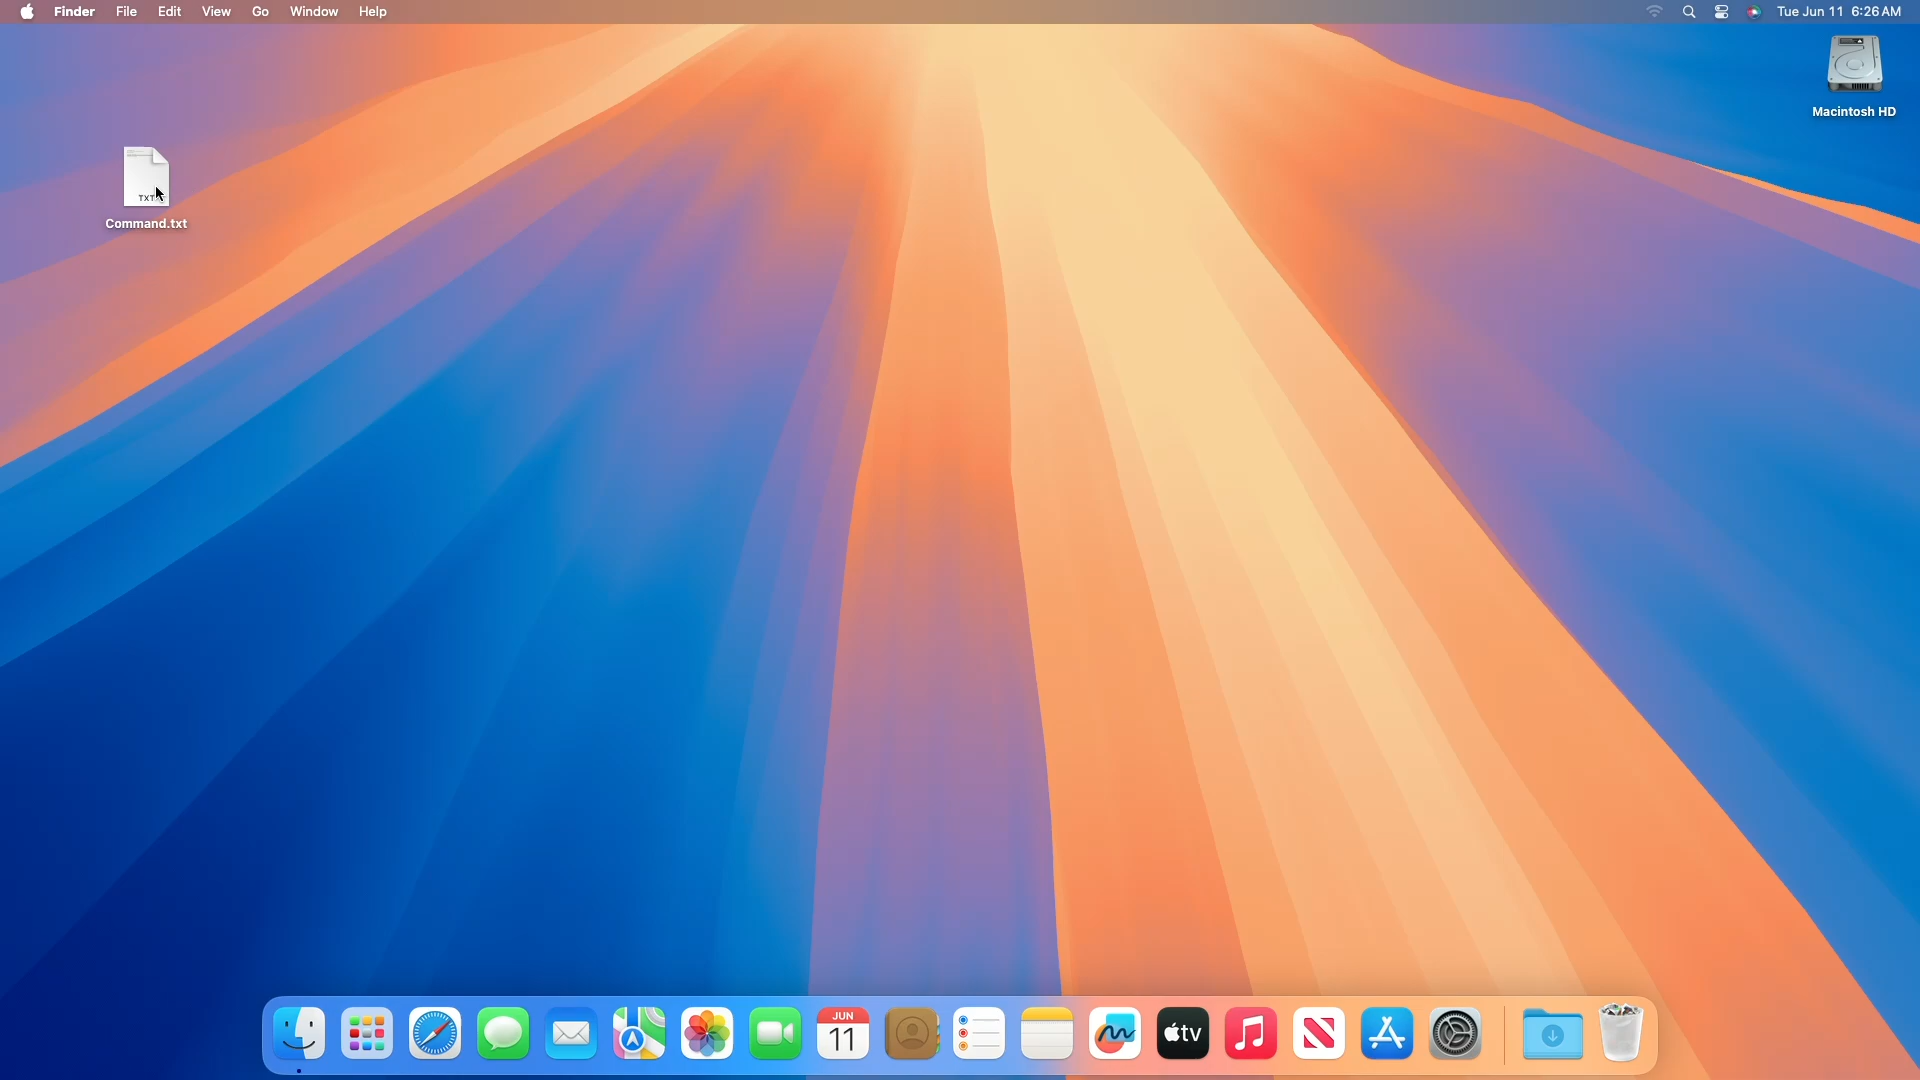 Finder File Edit View Go Window Help Tue Jun 11 6:26 AM
Macintosh HD
TXT
Command.txt
JUN
11
tv